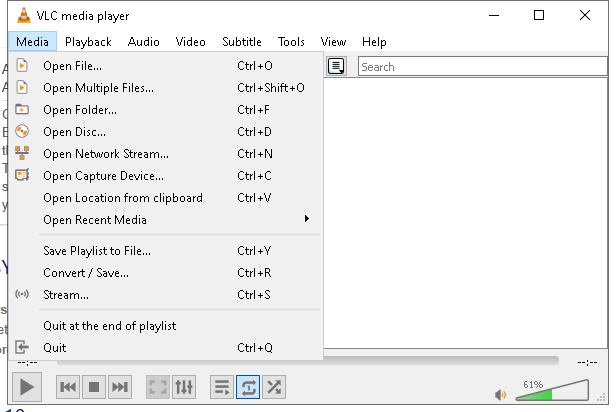 VLC media player
Media Playback Audio Video Subtitle Tools View Help
Open File... Ctrl+O
Search
Open Multiple Files... Ctrl+Shift+O
Open Folder... Ctrl+F
Open Disc... Ctrl+D
Open Network Stream... Ctrl+N
Open Capture Device... Ctrl+C
Open Location from clipboard Ctrl+V
Open Recent Media
Save Playlist to File... Ctrl+Y
Convert / Save... Ctrl+R
Stream... Ctrl+S
Quit at the end of playlist
Quit Ctrl+Q
--:-- --:--
61%